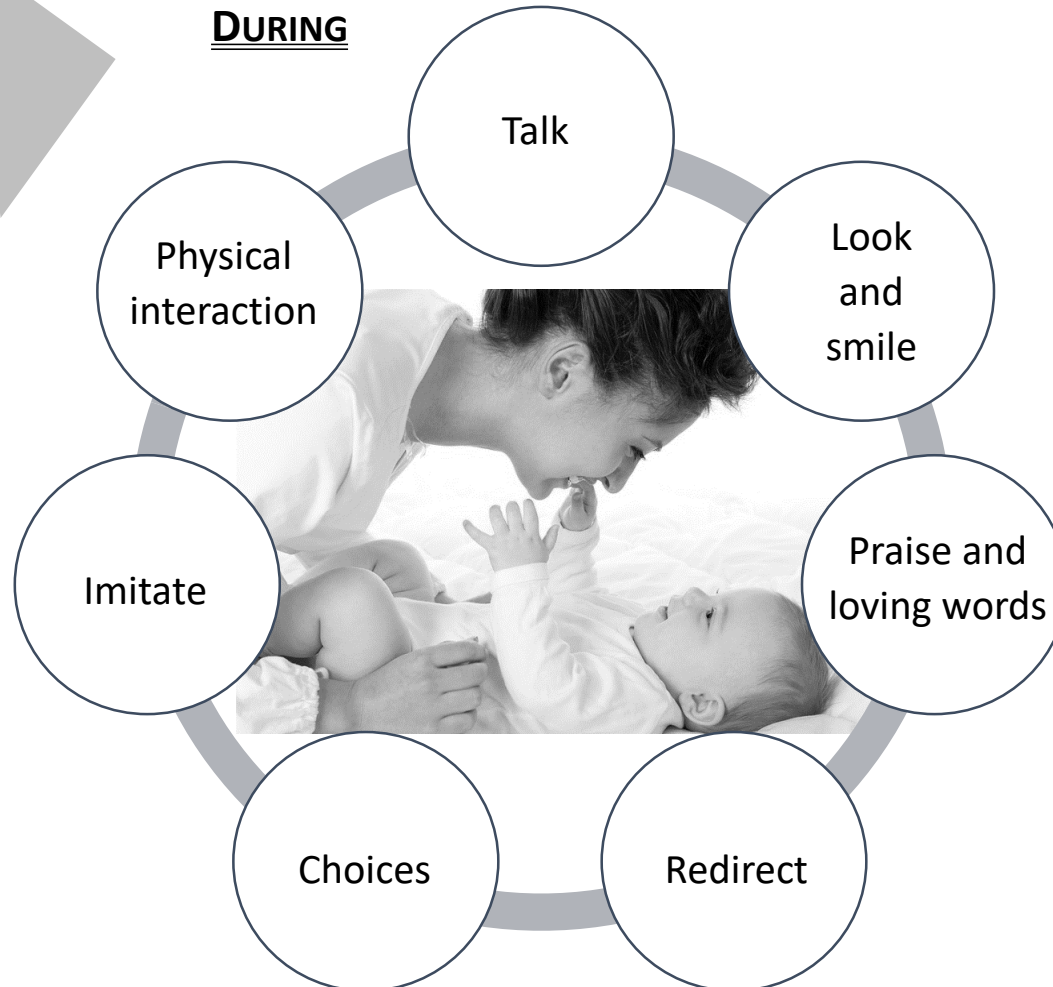 DURING
Talk
Look
and
smile
Praise and
loving words
Redirect
Choices
Imitate
Physical
interaction